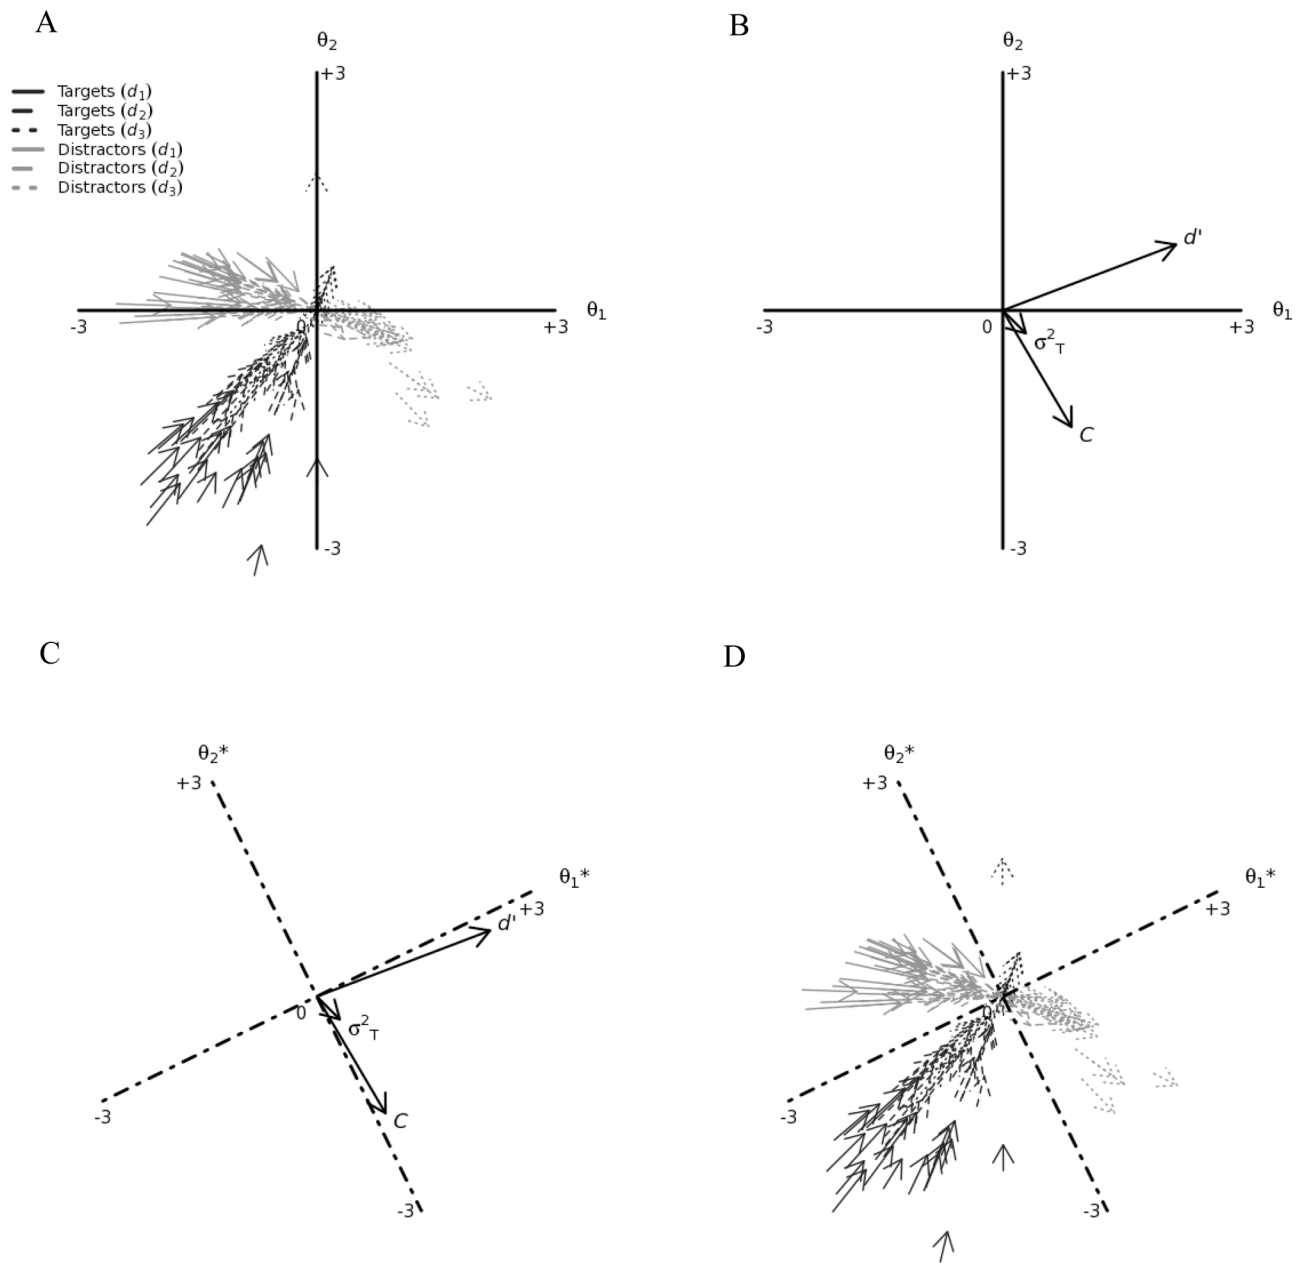 A
θ2
+3
Targets (d1)
Targets (d2)
Targets (d3)
Distractors (d1)
Distractors (d2)
Distractors (d3)
-3
0
+3
θ1
-3
B
θ2
+3
d'
-3
0
σ2T
+3
θ1
C
-3
C
θ2*
+3
θ1*
+3
d'
0
σ2T
-3
C
-3
D
θ2*
+3
θ1*
+3
0
-3
-3